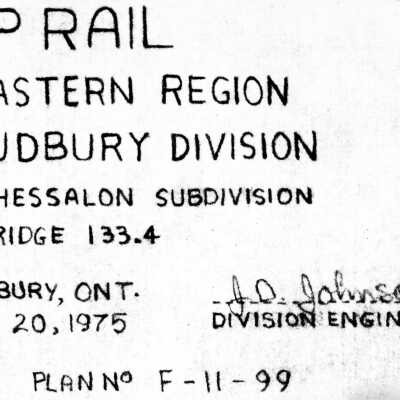 P RAIL
ASTERN REGION
UDBURY DIVISION
HESSALON SUBDIVISION
RIDGE 133.4
BURY, ONT.
J.D. Johnso
20, 1975
DIVISION ENGIN
PLAN Nº F-11-99